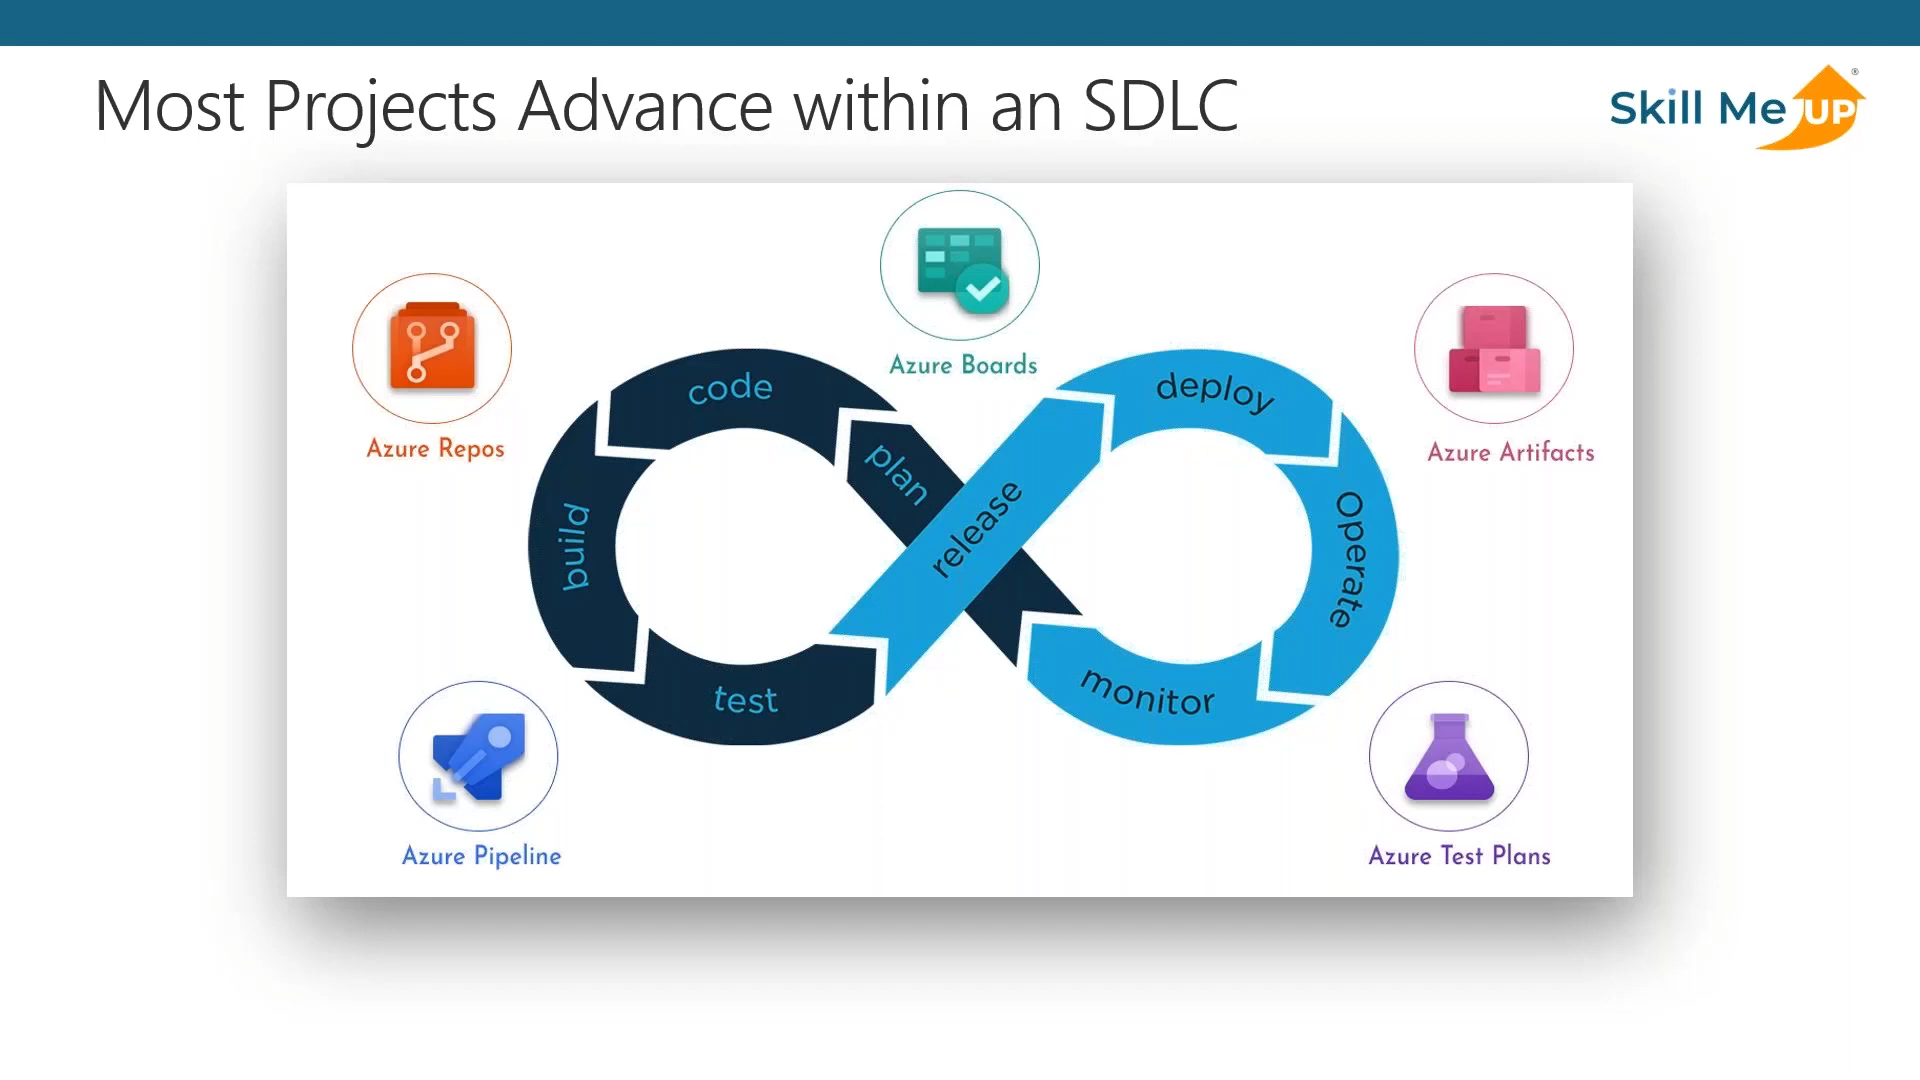 Most Projects Advance within an SDLC
Skill Me UP®
Azure Boards
Azure Repos
Azure Artifacts
code
plan
build
test
release
deploy
Operate
monitor
Azure Pipeline
Azure Test Plans